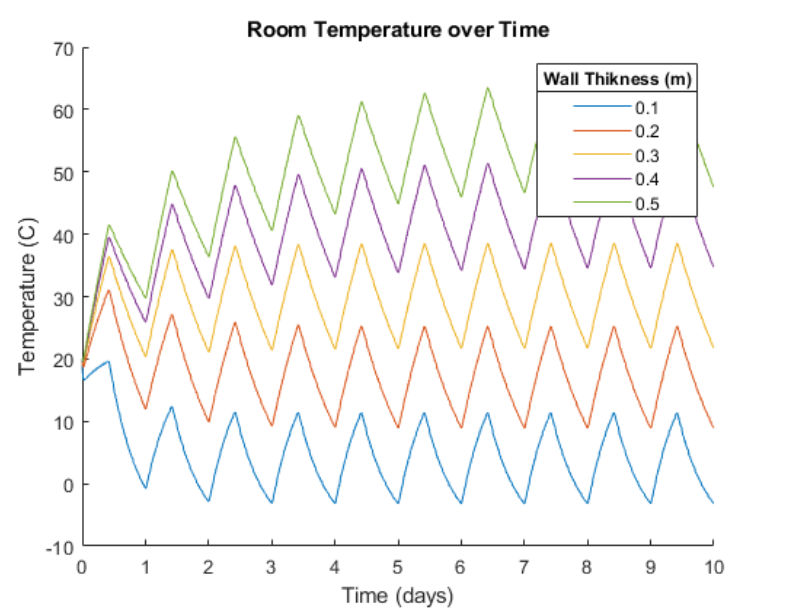 Room Temperature over Time
70
60
50
40
30
20
10
0
-10
Temperature (C)
Wall Thikness (m)
0.1
0.2
0.3
0.4
0.5
0 1 2 3 4 5 6 7 8 9 10
Time (days)